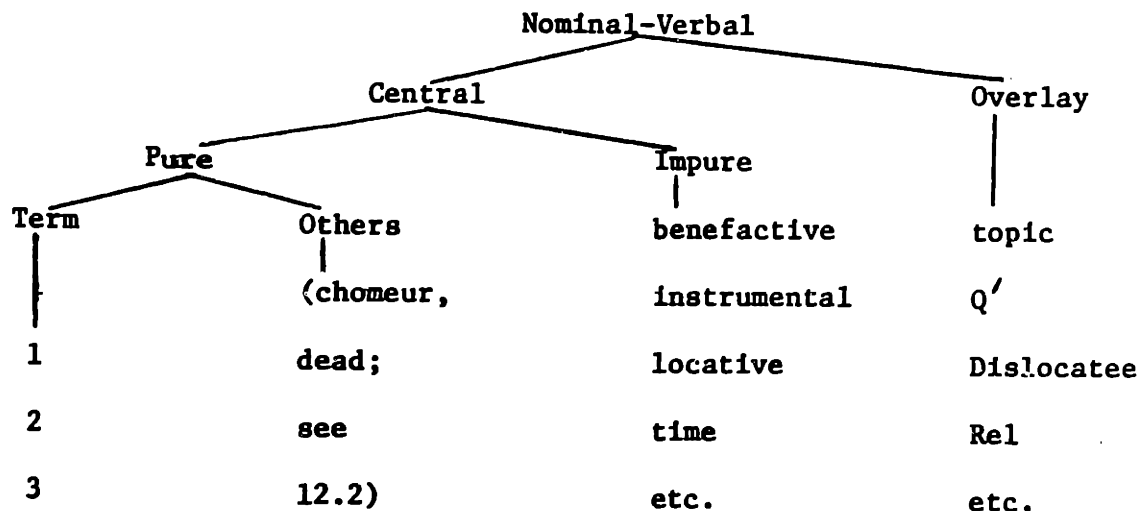 Nominal-Verbal
Central Overlay
Pure Impure
Term Others benefactive topic
(chomeur, instrumental Q′
1 dead; locative Dislocatee
2 see time Rel
3 12.2) etc. etc.